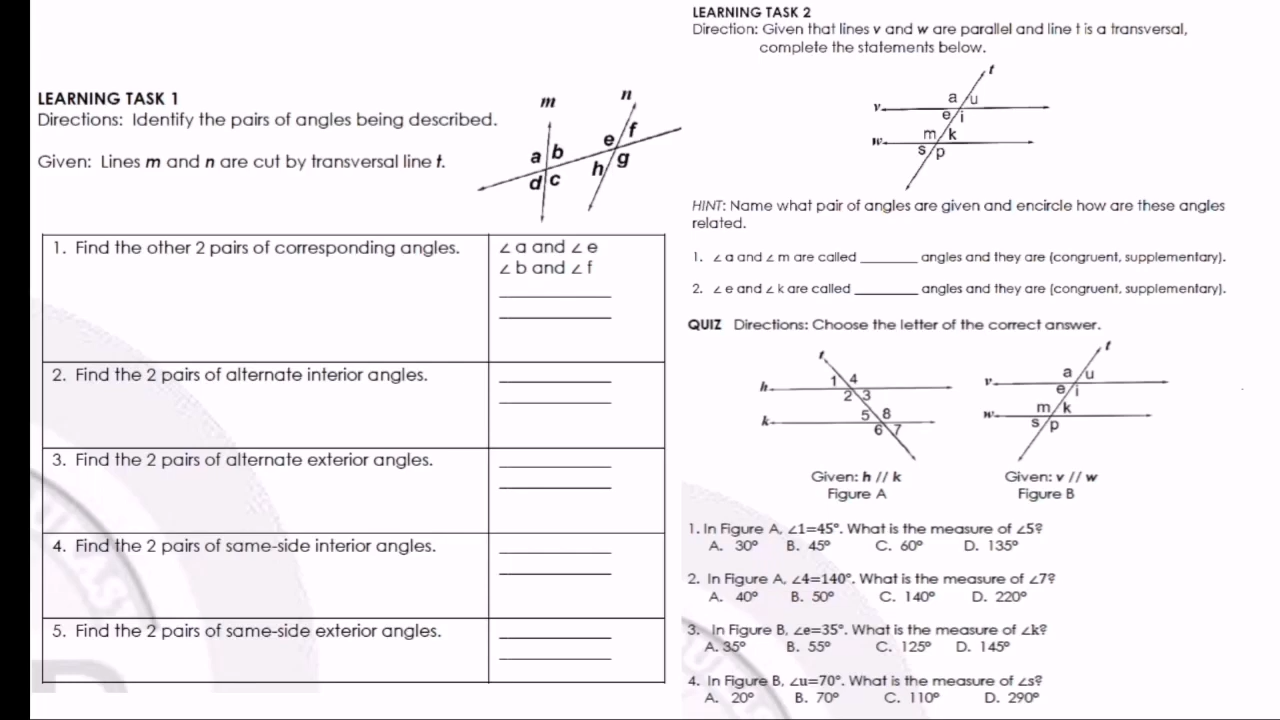 LEARNING TASK 1
Directions: Identify the pairs of angles being described.
Given: Lines m and n are cut by transversal line t.
m
n
a b
d c
e f
h g
1. Find the other 2 pairs of corresponding angles.
∠a and ∠e
∠b and ∠f
2. Find the 2 pairs of alternate interior angles.
3. Find the 2 pairs of alternate exterior angles.
4. Find the 2 pairs of same-side interior angles.
5. Find the 2 pairs of same-side exterior angles.
LEARNING TASK 2
Direction: Given that lines v and w are parallel and line t is a transversal,
complete the statements below.
t
v
a u
e i
w
m k
s p
HINT: Name what pair of angles are given and encircle how are these angles
related.
1. ∠a and ∠m are called ________ angles and they are (congruent, supplementary).
2. ∠e and ∠k are called _________ angles and they are (congruent, supplementary).
QUIZ Directions: Choose the letter of the correct answer.
t
h
1 4
2 3
k
5 8
6 7
t
v
a u
e i
w
m k
s p
Given: h // k
Figure A
Given: v // w
Figure B
1. In Figure A, ∠1=45°. What is the measure of ∠5?
A. 30° B. 45° C. 60° D. 135°
2. In Figure A, ∠4=140°. What is the measure of ∠7?
A. 40° B. 50° C. 140° D. 220°
3. In Figure B, ∠e=35°. What is the measure of ∠k?
A. 35° B. 55° C. 125° D. 145°
4. In Figure B, ∠u=70°. What is the measure of ∠s?
A. 20° B. 70° C. 110° D. 290°